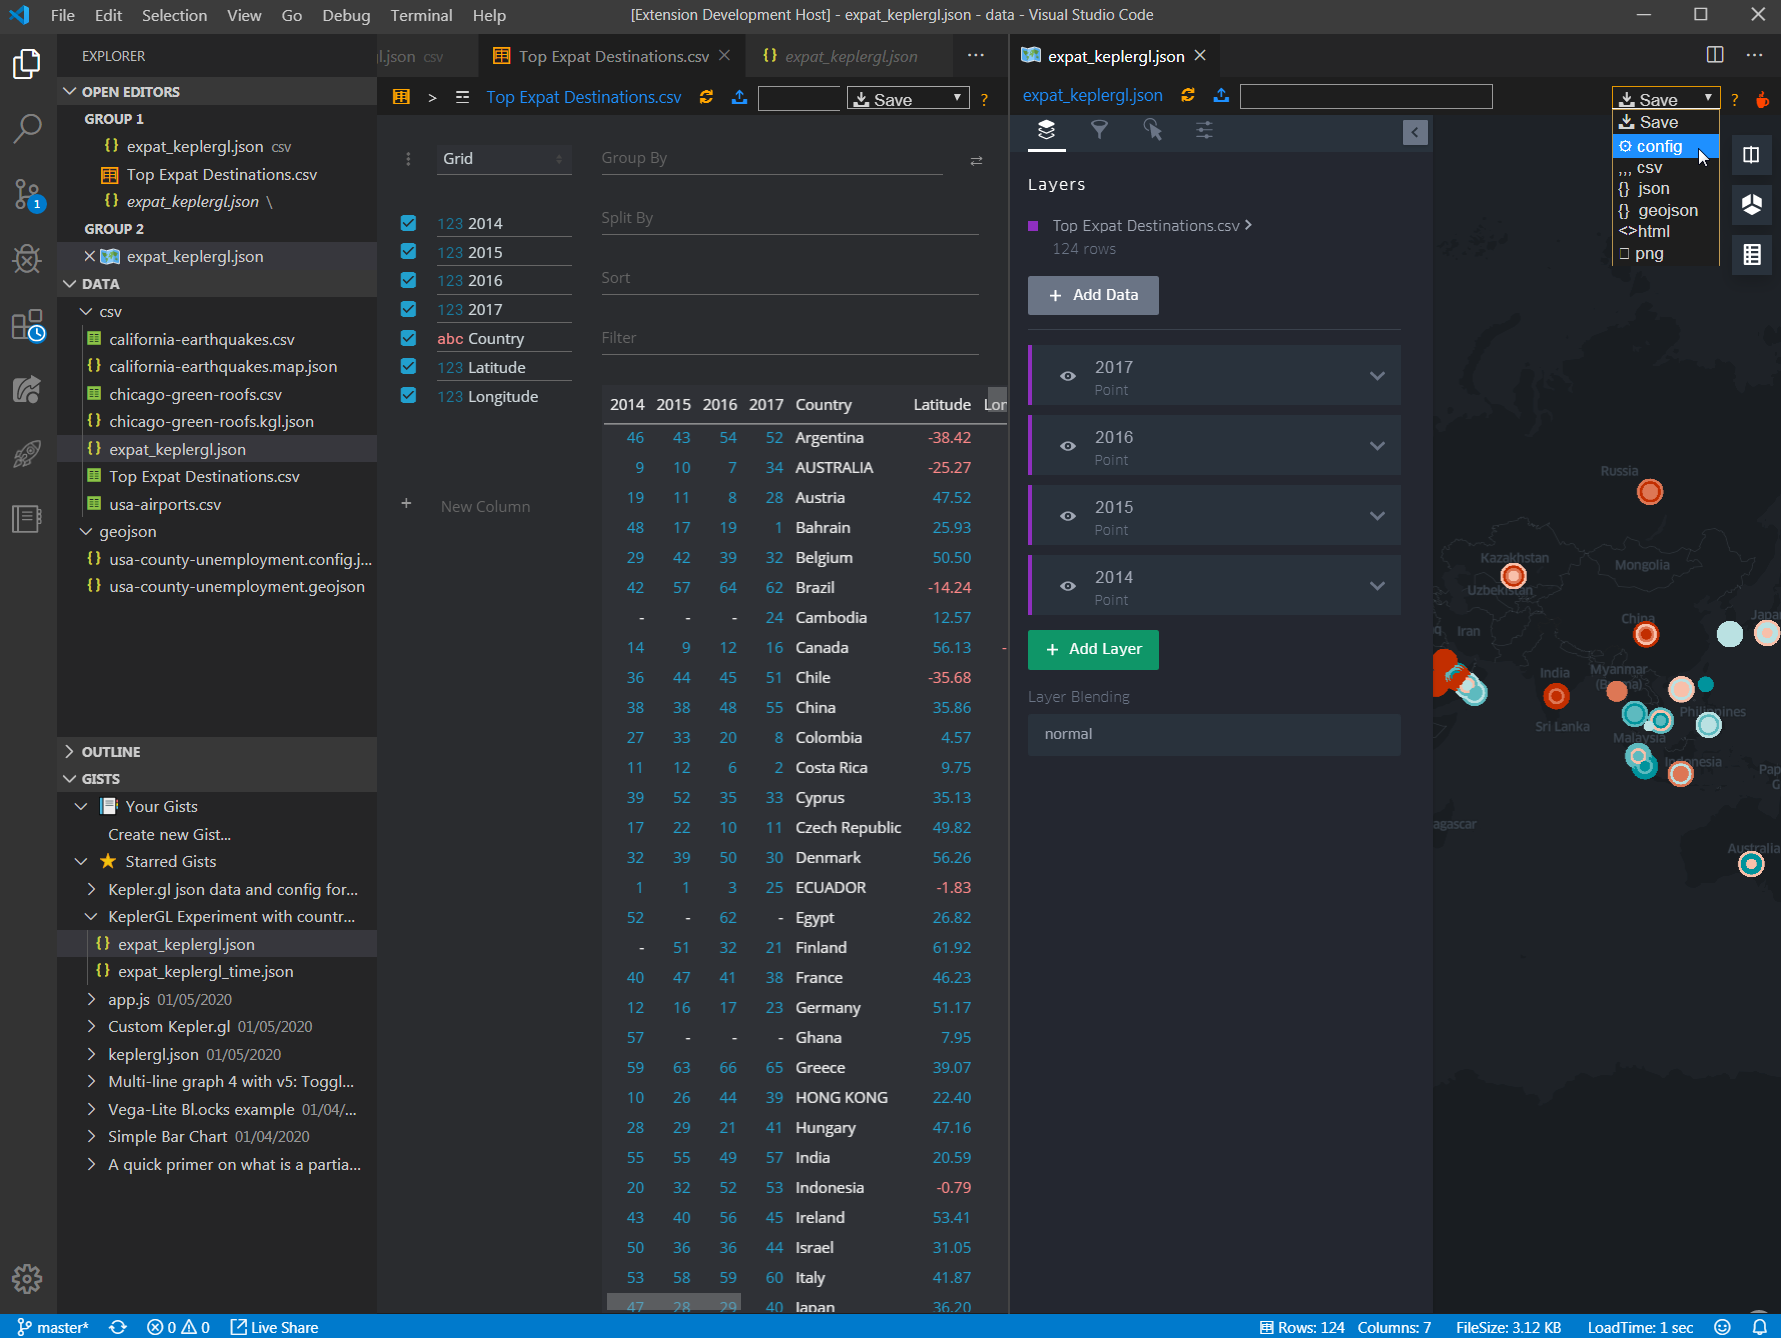 File Edit Selection View Go Debug Terminal Help
[Extension Development Host] - expat_keplergl.json - data - Visual Studio Code
EXPLORER
OPEN EDITORS
GROUP 1
{} expat_keplergl.json csv
Top Expat Destinations.csv
{} expat_keplergl.json \
GROUP 2
expat_keplergl.json
DATA
csv
california-earthquakes.csv
{} california-earthquakes.map.json
chicago-green-roofs.csv
{} chicago-green-roofs.kgl.json
{} expat_keplergl.json
Top Expat Destinations.csv
usa-airports.csv
geojson
{} usa-county-unemployment.config.j...
{} usa-county-unemployment.geojson
OUTLINE
GISTS
Your Gists
Create new Gist...
Starred Gists
Kepler.gl json data and config for...
KeplerGL Experiment with countr...
{} expat_keplergl.json
{} expat_keplergl_time.json
app.js 01/05/2020
Custom Kepler.gl 01/05/2020
keplergl.json 01/05/2020
Multi-line graph 4 with v5: Toggl...
Vega-Lite Bl.ocks example 01/04/...
Simple Bar Chart 01/04/2020
A quick primer on what is a partia...
1
gl.json csv
Top Expat Destinations.csv
{} expat_keplergl.json
> Top Expat Destinations.csv
Save
?
Grid
Group By
Split By
Sort
Filter
123 2014
123 2015
123 2016
123 2017
abc Country
123 Latitude
123 Longitude
+ New Column
2014 2015 2016 2017 Country Latitude Lon
46 43 54 52 Argentina -38.42
9 10 7 34 AUSTRALIA -25.27
19 11 8 28 Austria 47.52
48 17 19 1 Bahrain 25.93
29 42 39 32 Belgium 50.50
42 57 64 62 Brazil -14.24
- - - 24 Cambodia 12.57
14 9 12 16 Canada 56.13 -
36 44 45 51 Chile -35.68
38 38 48 55 China 35.86
27 33 20 8 Colombia 4.57
11 12 6 2 Costa Rica 9.75
39 52 35 33 Cyprus 35.13
17 22 10 11 Czech Republic 49.82
32 39 50 30 Denmark 56.26
1 1 3 25 ECUADOR -1.83
52 - 62 - Egypt 26.82
- 51 32 21 Finland 61.92
40 47 41 38 France 46.23
12 16 17 23 Germany 51.17
57 - - - Ghana 7.95
59 63 66 65 Greece 39.07
10 26 44 39 HONG KONG 22.40
28 29 21 41 Hungary 47.16
55 55 49 57 India 20.59
20 32 52 53 Indonesia -0.79
43 40 56 45 Ireland 53.41
50 36 36 44 Israel 31.05
53 58 59 60 Italy 41.87
47 28 29 40 Japan 36.20
expat_keplergl.json
expat_keplergl.json
Save
?
Save
config
,,, csv
{} json
{} geojson
<>html
png
Layers
Top Expat Destinations.csv >
124 rows
+ Add Data
2017
Point
2016
Point
2015
Point
2014
Point
+ Add Layer
Layer Blending
normal
Russia
Kazakhstan
Mongolia
Uzbekistan
China
Japa
Iran
India
Myanmar
(Burma)
Philippines
Sri Lanka
Malaysia
Indonesia
Pap
G
agascar
Australia
master*
0 0
Live Share
Rows: 124 Columns: 7 FileSize: 3.12 KB LoadTime: 1 sec